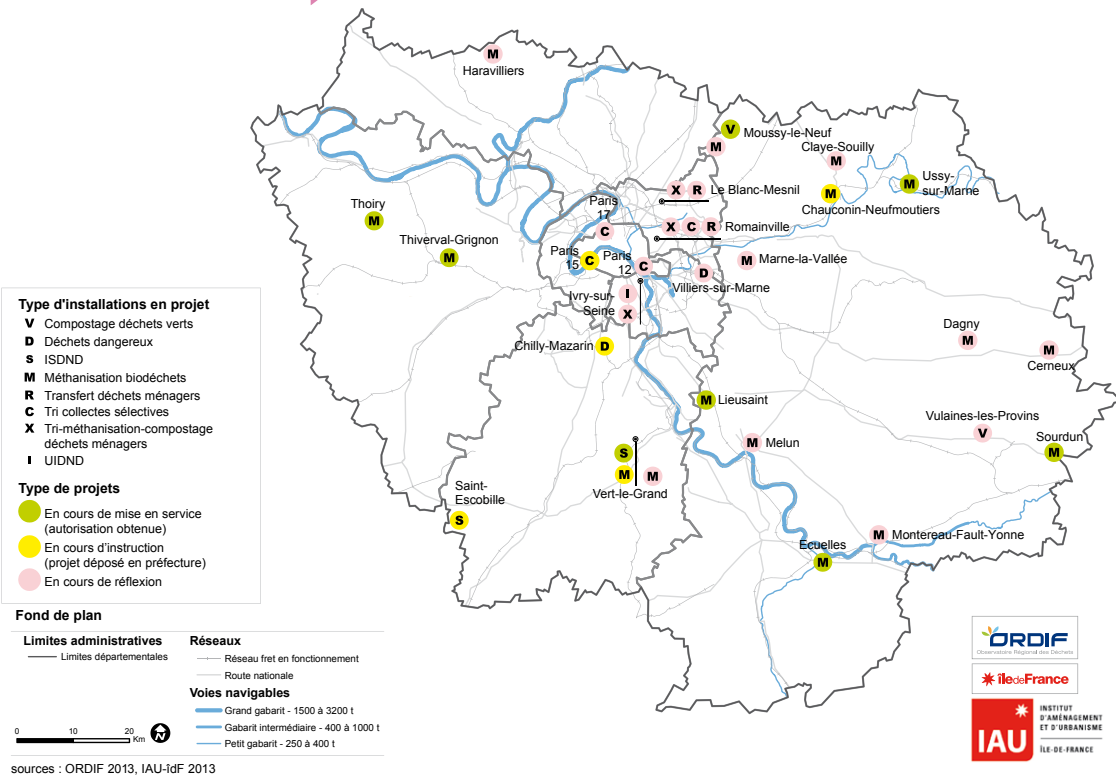 M
Haravilliers
V
Moussy-le-Neuf
M
Claye-Souilly
M
M
Ussy-
sur-Marne
M
Chauconin-Neufmoutiers
X R
Le Blanc-Mesnil
Paris
17
C
X C R
Romainville
Thoiry
M
Thiverval-Grignon
M
Paris
15
C
Paris
12
C
M
Marne-la-Vallée
D
Villiers-sur-Marne
Ivry-sur-
Seine
I
X
Chilly-Mazarin
D
Dagny
M
M
Cerneux
M
Lieusaint
Vulaines-les-Provins
V
Sourdun
M
M
Melun
S
M
M
Vert-le-Grand
Saint-
Escobille
S
M
Montereau-Fault-Yonne
Ecuelles
M
Type d'installations en projet
V Compostage déchets verts
D Déchets dangereux
S ISDND
M Méthanisation biodéchets
R Transfert déchets ménagers
C Tri collectes sélectives
X Tri-méthanisation-compostage
déchets ménagers
I UIDND
Type de projets
En cours de mise en service
(autorisation obtenue)
En cours d'instruction
(projet déposé en préfecture)
En cours de réflexion
Fond de plan
Limites administratives
Limites départementales
Réseaux
Réseau fret en fonctionnement
Route nationale
Voies navigables
Grand gabarit - 1500 à 3200 t
Gabarit intermédiaire - 400 à 1000 t
Petit gabarit - 250 à 400 t
0 10 20
Km
N
sources : ORDIF 2013, IAU-îdF 2013
ORDIF
Observatoire Régional des Déchets
îledeFrance
IAU
INSTITUT
D'AMÉNAGEMENT
ET D'URBANISME
ÎLE-DE-FRANCE